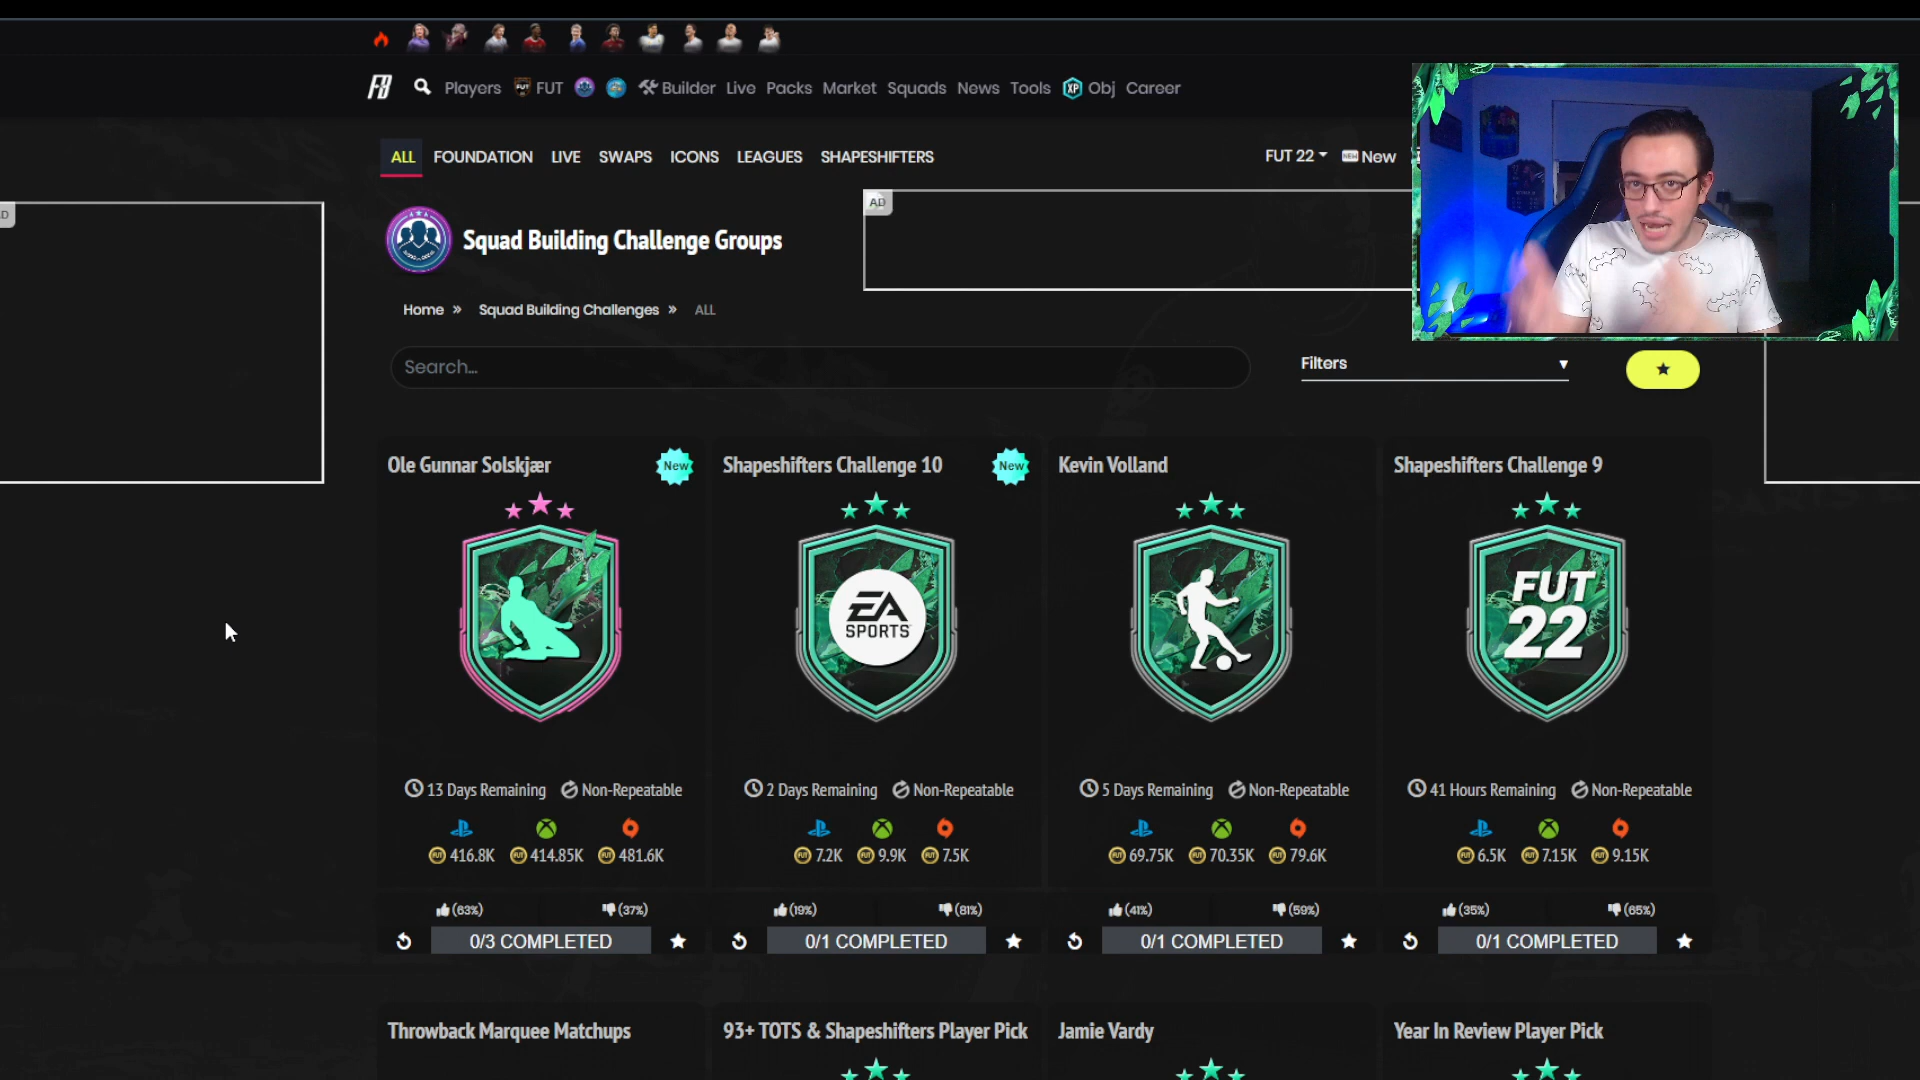 FB Players FUT Builder Live Packs Market Squads News Tools XP Obj Career
ALL FOUNDATION LIVE SWAPS ICONS LEAGUES SHAPESHIFTERS FUT 22 NEW New
AD
Squad Building Challenge Groups
Home » Squad Building Challenges » ALL
Search...
Filters
Ole Gunnar Solskjær New Shapeshifters Challenge 10 New Kevin Volland Shapeshifters Challenge 9
EA SPORTS
FUT 22
13 Days Remaining Non-Repeatable 2 Days Remaining Non-Repeatable 5 Days Remaining Non-Repeatable 41 Hours Remaining Non-Repeatable
416.8K 414.85K 481.6K 7.2K 9.9K 7.5K 69.75K 70.35K 79.6K 6.5K 7.15K 9.15K
(63%) (37%) (19%) (81%) (41%) (59%) (35%) (65%)
0/3 COMPLETED 0/1 COMPLETED 0/1 COMPLETED 0/1 COMPLETED
Throwback Marquee Matchups 93+ TOTS & Shapeshifters Player Pick Jamie Vardy Year In Review Player Pick